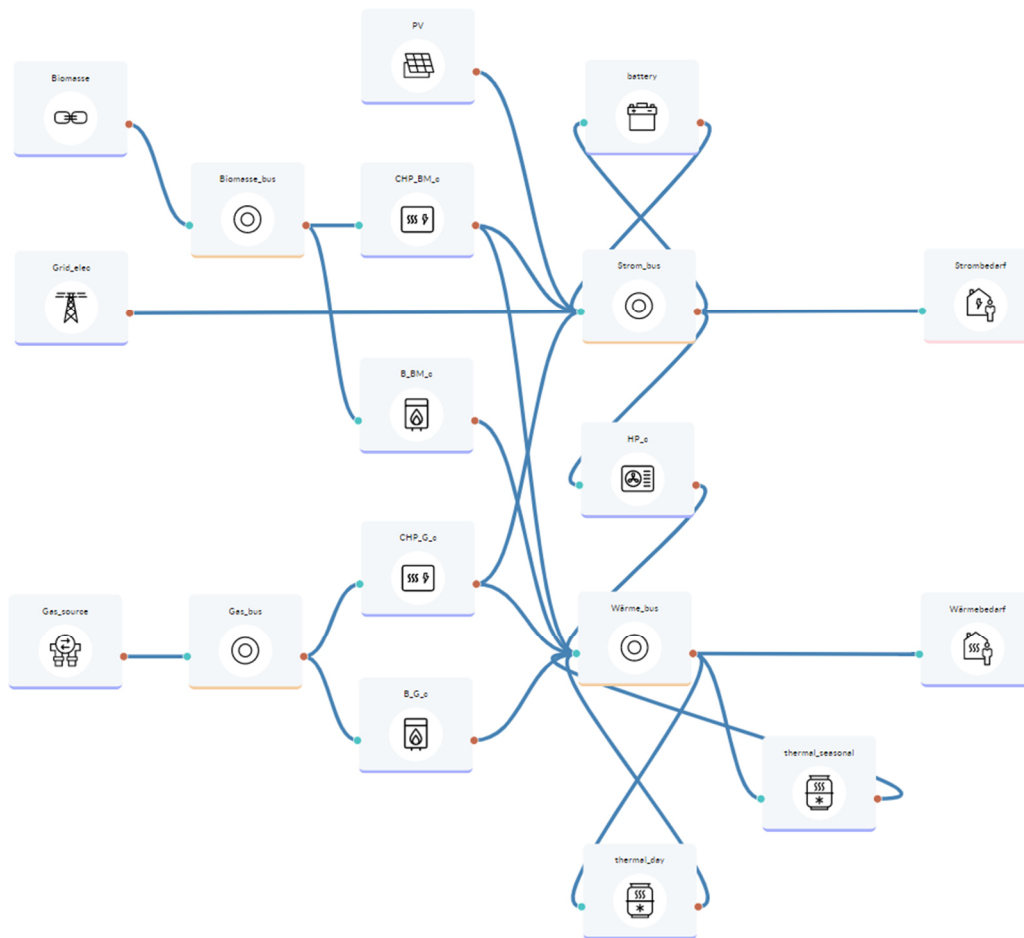 PV
Biomasse
battery
Biomasse_bus
CHP_BM_c
Grid_elec
Strom_bus
Strombedarf
B_BM_c
HP_c
CHP_G_c
Gas_source
Gas_bus
Wärme_bus
Wärmebedarf
B_G_c
thermal_seasonal
thermal_day